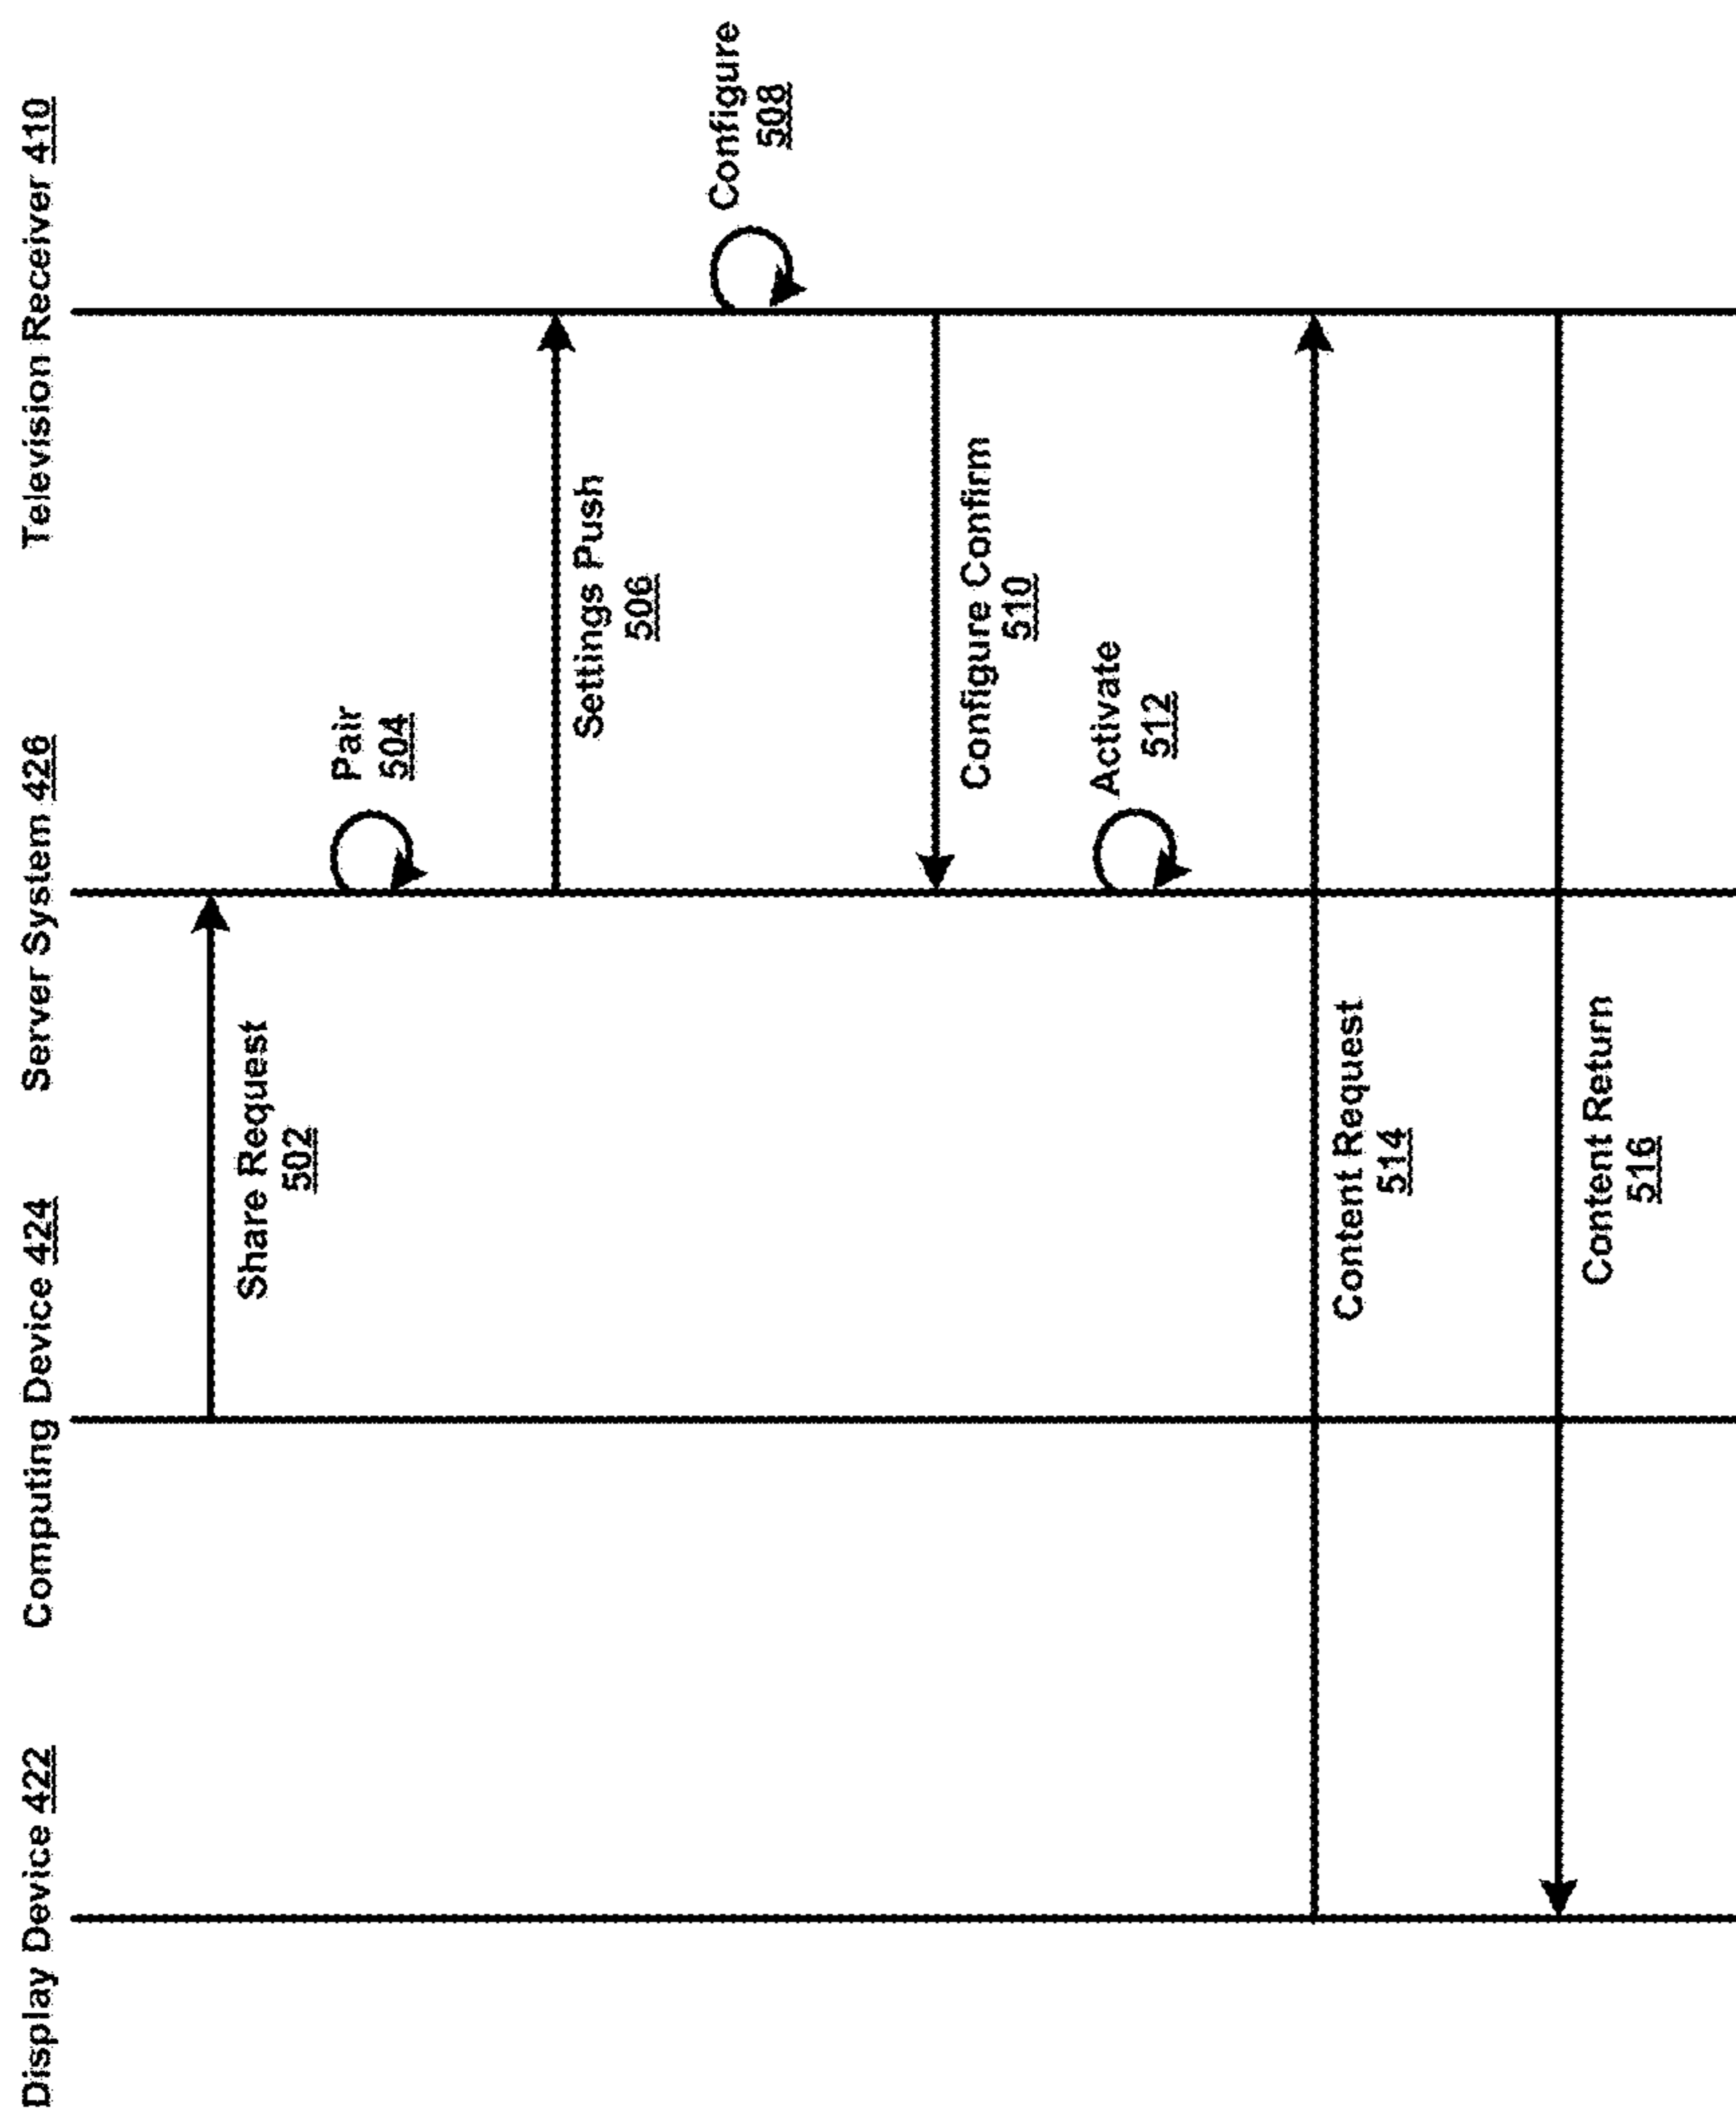 Display Device 422
Computing Device 424
Server System 426
Television Receiver 410
Share Request
502
Pair
504
Settings Push
506
Configure
508
Configure Confirm
510
Activate
512
Content Request
514
Content Return
516